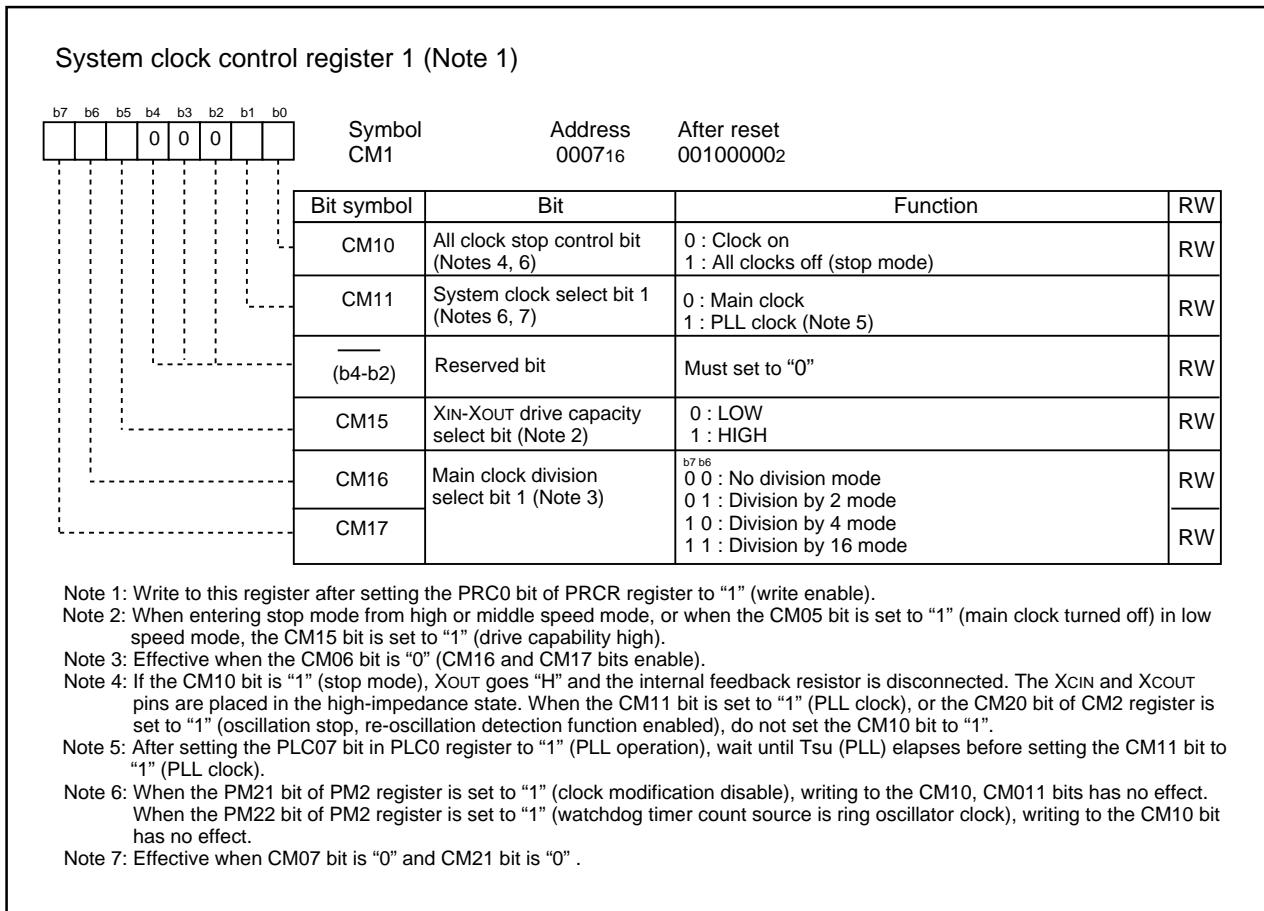 System clock control register 1 (Note 1)
b7 b6 b5 b4 b3 b2 b1 b0
0 0 0
Symbol Address After reset
CM1 000716 001000002
Bit symbol Bit Function RW
CM10 All clock stop control bit (Notes 4, 6) 0 : Clock on 1 : All clocks off (stop mode) RW
CM11 System clock select bit 1 (Notes 6, 7) 0 : Main clock 1 : PLL clock (Note 5) RW
(b4-b2) Reserved bit Must set to “0” RW
CM15 XIN-XOUT drive capacity select bit (Note 2) 0 : LOW 1 : HIGH RW
CM16 Main clock division select bit 1 (Note 3) b7 b6 0 0 : No division mode 0 1 : Division by 2 mode RW
CM17 1 0 : Division by 4 mode 1 1 : Division by 16 mode RW
Note 1: Write to this register after setting the PRC0 bit of PRCR register to “1” (write enable).
Note 2: When entering stop mode from high or middle speed mode, or when the CM05 bit is set to “1” (main clock turned off) in low
speed mode, the CM15 bit is set to “1” (drive capability high).
Note 3: Effective when the CM06 bit is “0” (CM16 and CM17 bits enable).
Note 4: If the CM10 bit is “1” (stop mode), XOUT goes “H” and the internal feedback resistor is disconnected. The XCIN and XCOUT
pins are placed in the high-impedance state. When the CM11 bit is set to “1” (PLL clock), or the CM20 bit of CM2 register is
set to “1” (oscillation stop, re-oscillation detection function enabled), do not set the CM10 bit to “1”.
Note 5: After setting the PLC07 bit in PLC0 register to “1” (PLL operation), wait until Tsu (PLL) elapses before setting the CM11 bit to
“1” (PLL clock).
Note 6: When the PM21 bit of PM2 register is set to “1” (clock modification disable), writing to the CM10, CM011 bits has no effect.
When the PM22 bit of PM2 register is set to “1” (watchdog timer count source is ring oscillator clock), writing to the CM10 bit
has no effect.
Note 7: Effective when CM07 bit is “0” and CM21 bit is “0” .